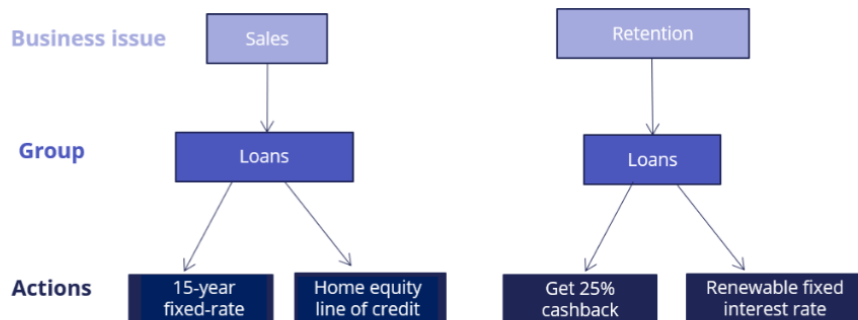 Business issue
Sales
Retention
Group
Loans
Loans
Actions
15-year
fixed-rate
Home equity
line of credit
Get 25%
cashback
Renewable fixed
interest rate